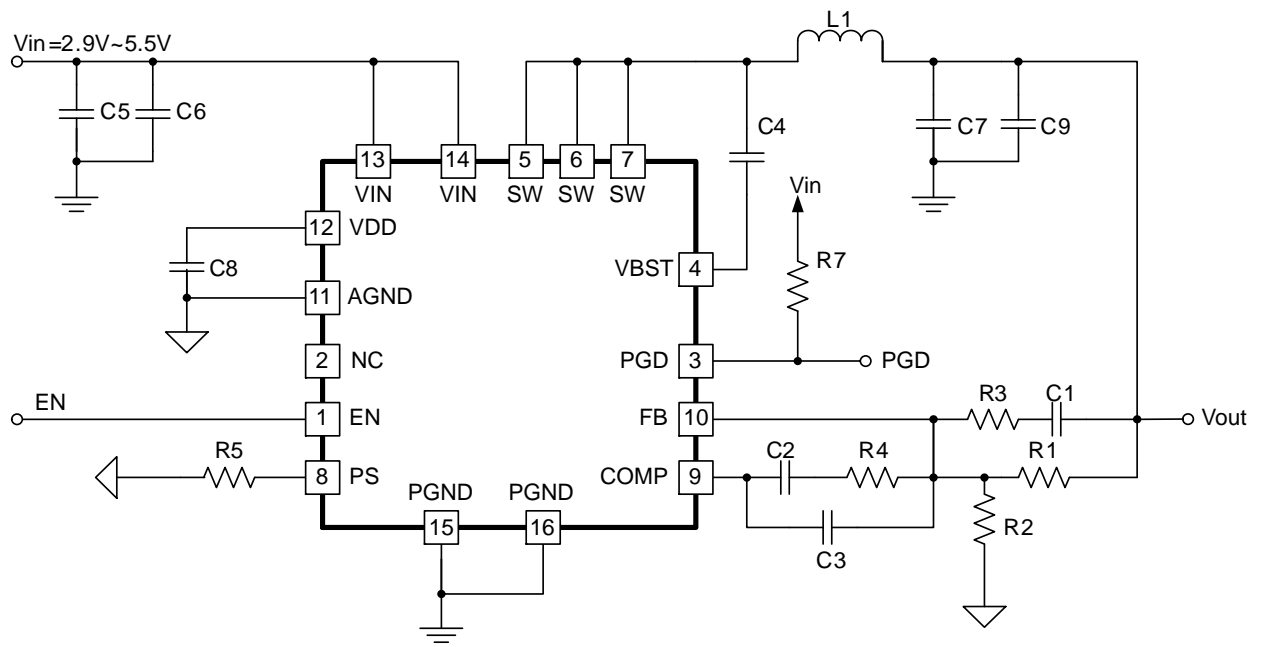 L1
Vin=2.9V~5.5V
C5
C6
C7
C9
C4
13
14
5
6
7
VIN
VIN
SW
SW
SW
Vin
12
VDD
R7
C8
VBST
4
11
AGND
2
NC
PGD
3
PGD
EN
1
EN
FB
10
R3
C1
Vout
R5
8
PS
COMP
9
C2
R4
R1
PGND
PGND
15
16
C3
R2